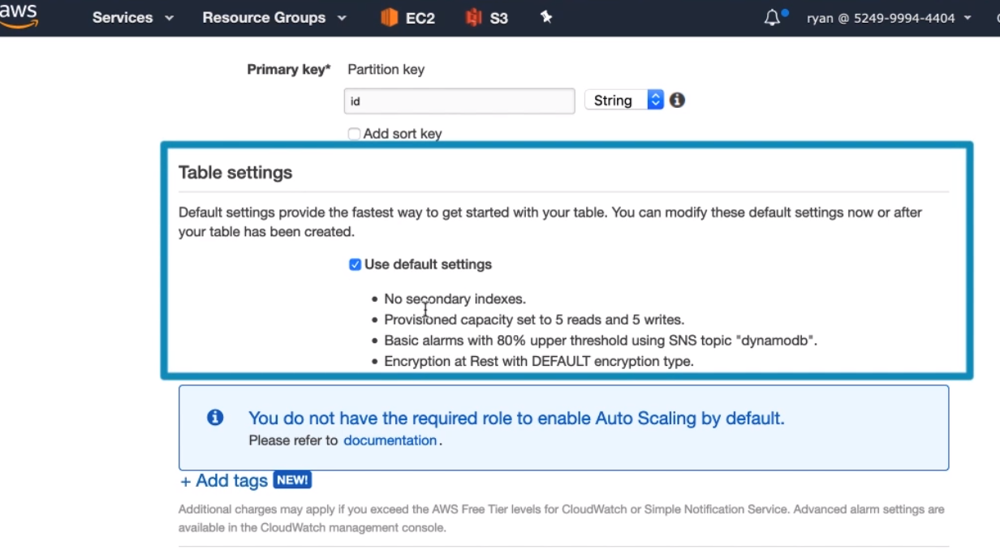 aws
Services
Resource Groups
EC2
S3
ryan @ 5249-9994-4404
Primary key*
Partition key
id
String
Add sort key
Table settings
Default settings provide the fastest way to get started with your table. You can modify these default settings now or after
your table has been created.
Use default settings
• No secondary indexes.
• Provisioned capacity set to 5 reads and 5 writes.
• Basic alarms with 80% upper threshold using SNS topic "dynamodb".
• Encryption at Rest with DEFAULT encryption type.
You do not have the required role to enable Auto Scaling by default.
Please refer to documentation.
+ Add tags NEW!
Additional charges may apply if you exceed the AWS Free Tier levels for CloudWatch or Simple Notification Service. Advanced alarm settings are
available in the CloudWatch management console.